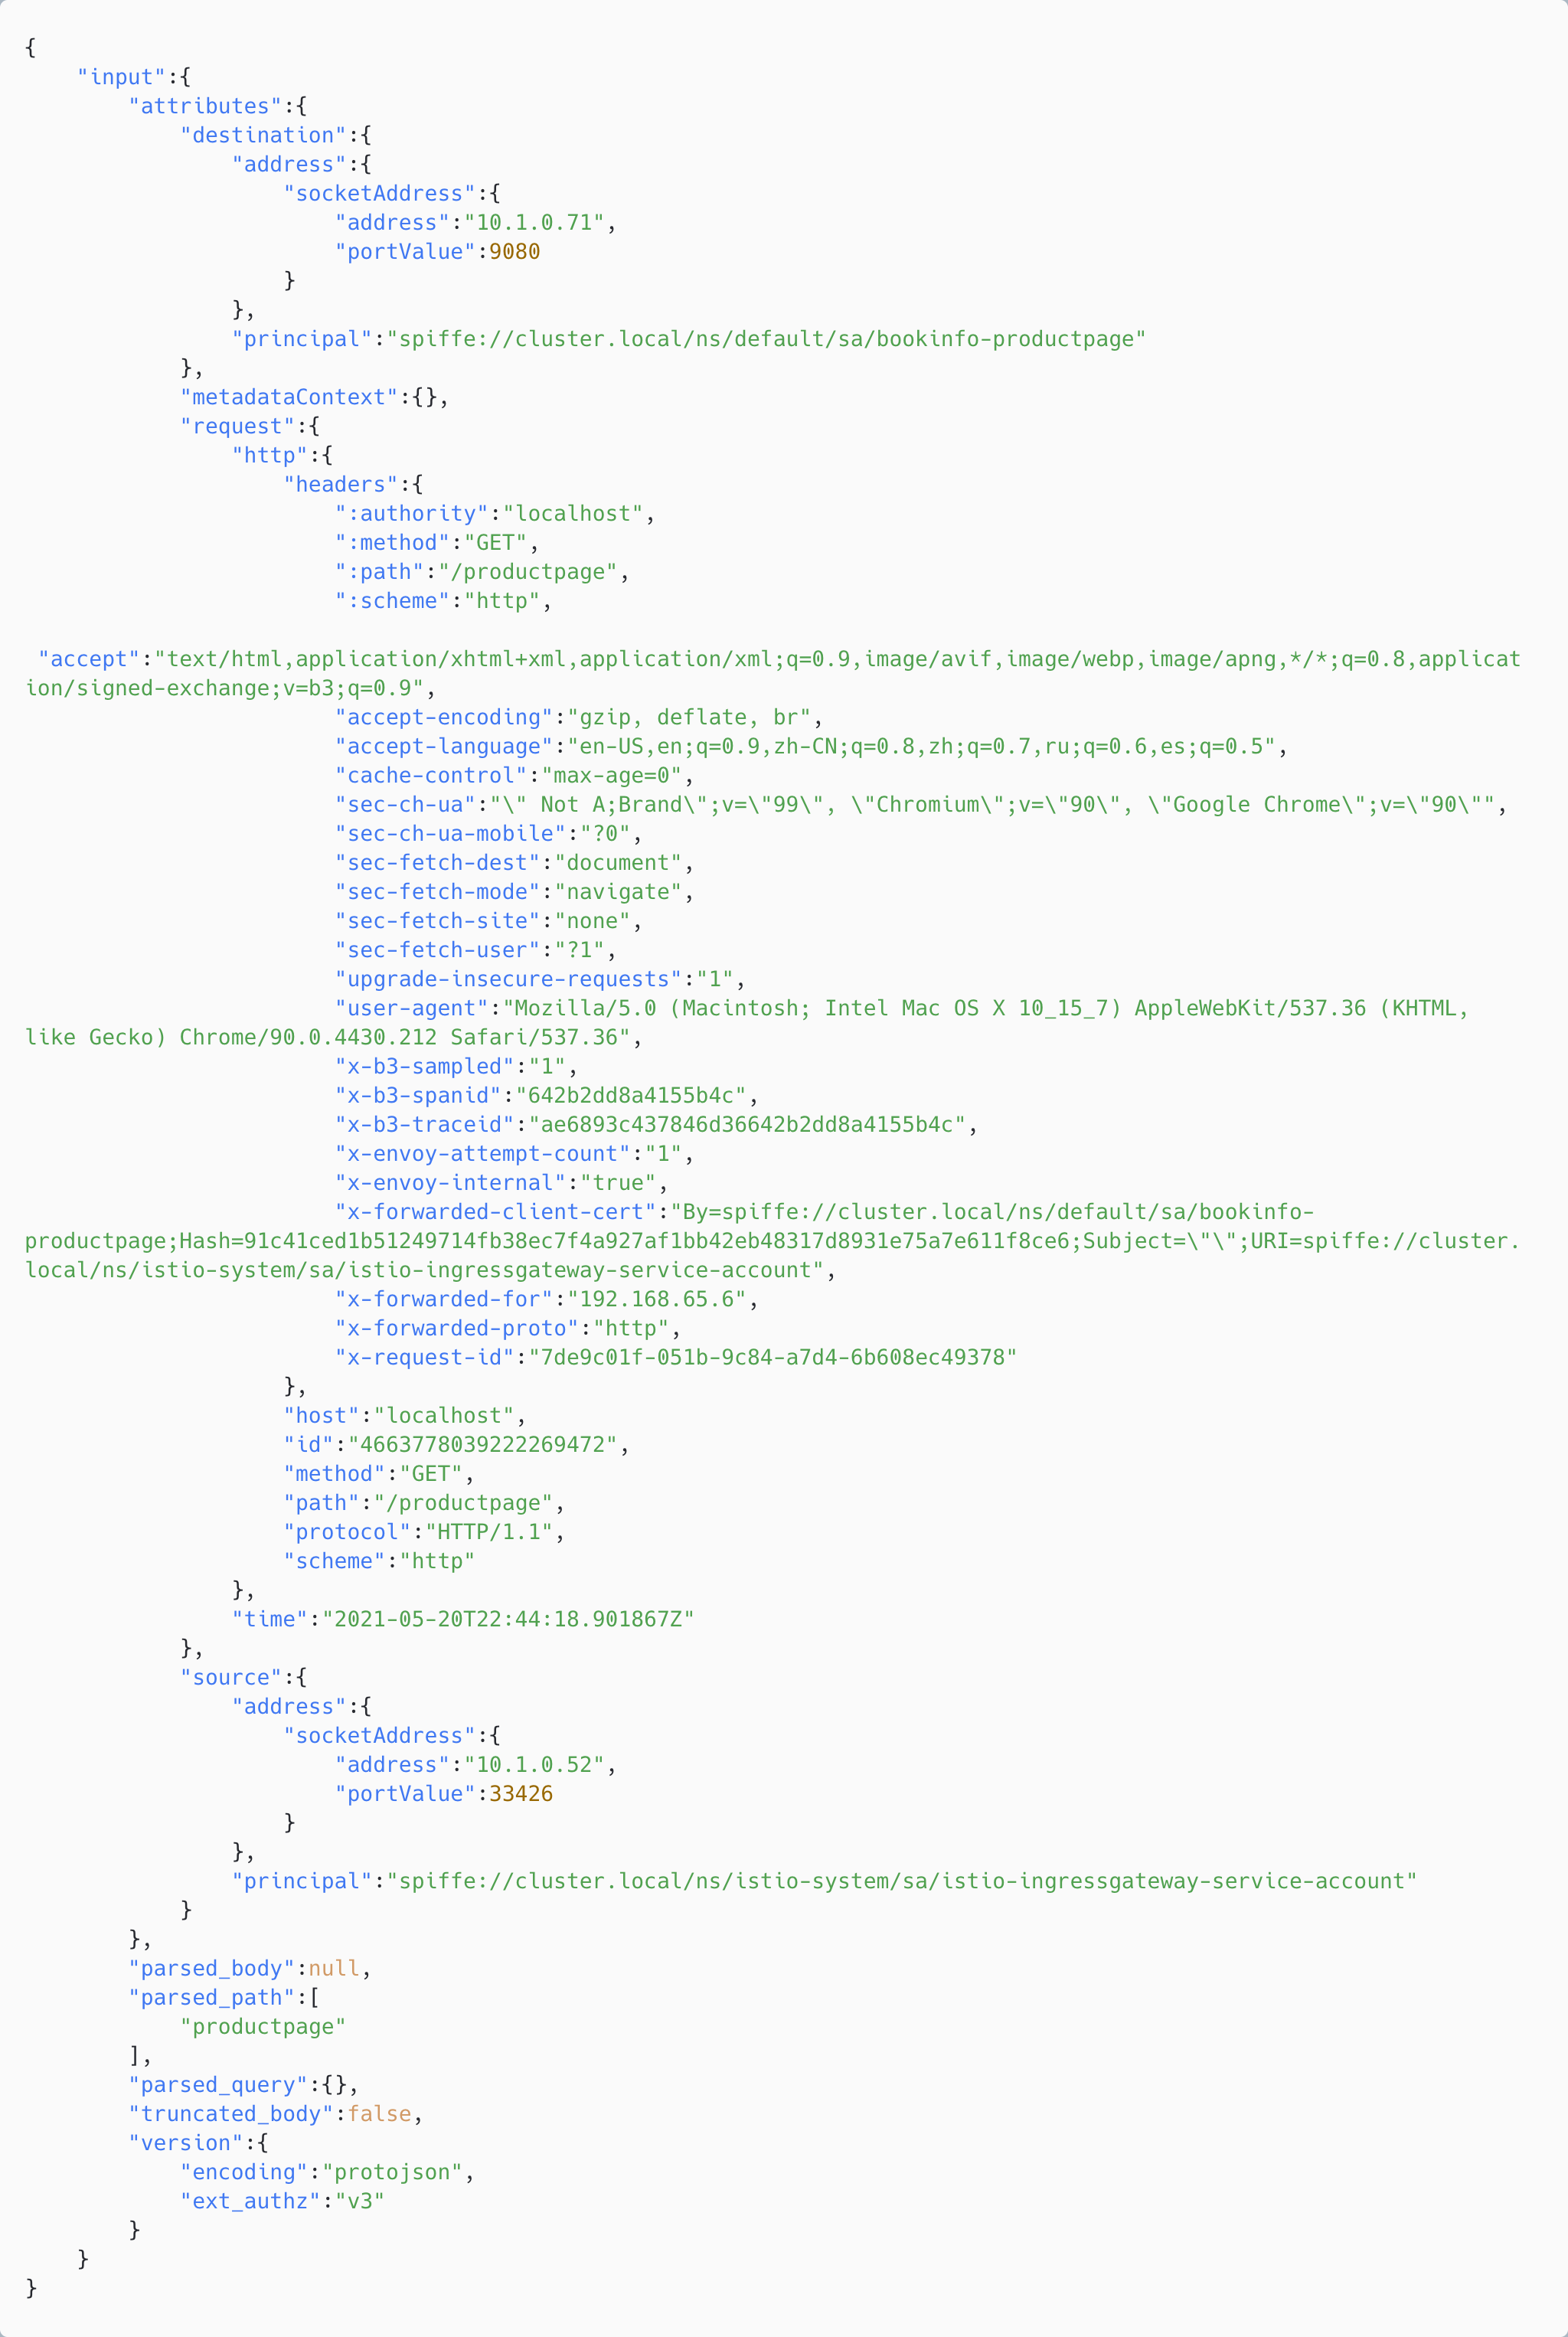 {
    "input":{
        "attributes":{
            "destination":{
                "address":{
                    "socketAddress":{
                        "address":"10.1.0.71",
                        "portValue":9080
                    }
                },
                "principal":"spiffe://cluster.local/ns/default/sa/bookinfo-productpage"
            },
            "metadataContext":{},
            "request":{
                "http":{
                    "headers":{
                        ":authority":"localhost",
                        ":method":"GET",
                        ":path":"/productpage",
                        ":scheme":"http",

 "accept":"text/html,application/xhtml+xml,application/xml;q=0.9,image/avif,image/webp,image/apng,*/*;q=0.8,applicat
ion/signed-exchange;v=b3;q=0.9",
                        "accept-encoding":"gzip, deflate, br",
                        "accept-language":"en-US,en;q=0.9,zh-CN;q=0.8,zh;q=0.7,ru;q=0.6,es;q=0.5",
                        "cache-control":"max-age=0",
                        "sec-ch-ua":"\" Not A;Brand\";v=\"99\", \"Chromium\";v=\"90\", \"Google Chrome\";v=\"90\"",
                        "sec-ch-ua-mobile":"?0",
                        "sec-fetch-dest":"document",
                        "sec-fetch-mode":"navigate",
                        "sec-fetch-site":"none",
                        "sec-fetch-user":"?1",
                        "upgrade-insecure-requests":"1",
                        "user-agent":"Mozilla/5.0 (Macintosh; Intel Mac OS X 10_15_7) AppleWebKit/537.36 (KHTML,
like Gecko) Chrome/90.0.4430.212 Safari/537.36",
                        "x-b3-sampled":"1",
                        "x-b3-spanid":"642b2dd8a4155b4c",
                        "x-b3-traceid":"ae6893c437846d36642b2dd8a4155b4c",
                        "x-envoy-attempt-count":"1",
                        "x-envoy-internal":"true",
                        "x-forwarded-client-cert":"By=spiffe://cluster.local/ns/default/sa/bookinfo-
productpage;Hash=91c41ced1b51249714fb38ec7f4a927af1bb42eb48317d8931e75a7e611f8ce6;Subject=\"\";URI=spiffe://cluster.
local/ns/istio-system/sa/istio-ingressgateway-service-account",
                        "x-forwarded-for":"192.168.65.6",
                        "x-forwarded-proto":"http",
                        "x-request-id":"7de9c01f-051b-9c84-a7d4-6b608ec49378"
                    },
                    "host":"localhost",
                    "id":"4663778039222269472",
                    "method":"GET",
                    "path":"/productpage",
                    "protocol":"HTTP/1.1",
                    "scheme":"http"
                },
                "time":"2021-05-20T22:44:18.901867Z"
            },
            "source":{
                "address":{
                    "socketAddress":{
                        "address":"10.1.0.52",
                        "portValue":33426
                    }
                },
                "principal":"spiffe://cluster.local/ns/istio-system/sa/istio-ingressgateway-service-account"
            }
        },
        "parsed_body":null,
        "parsed_path":[
            "productpage"
        ],
        "parsed_query":{},
        "truncated_body":false,
        "version":{
            "encoding":"protojson",
            "ext_authz":"v3"
        }
    }
}